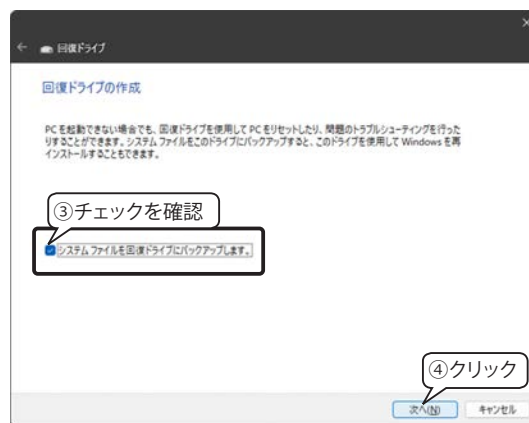 回復ドライブ
回復ドライブの作成
PC を起動できない場合でも、回復ドライブを使用して PC をリセットしたり、問題のトラブルシューティングを行った
りすることができます。システム ファイルをこのドライブにバックアップすると、このドライブを使用して Windows を再
インストールすることもできます。
③チェックを確認
システム ファイルを回復ドライブにバックアップします。
④クリック
次へ(N) キャンセル